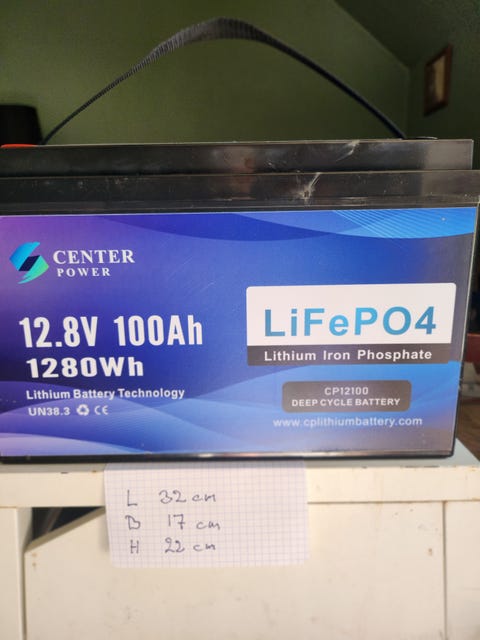 CENTER
POWER
12.8V 100Ah
1280Wh
Lithium Battery Technology
UN38.3 CE
LiFePO4
Lithium Iron Phosphate
CP12100
DEEP CYCLE BATTERY
www.cplithiumbattery.com
L 32 cm
B 17 cm
H 22 cm